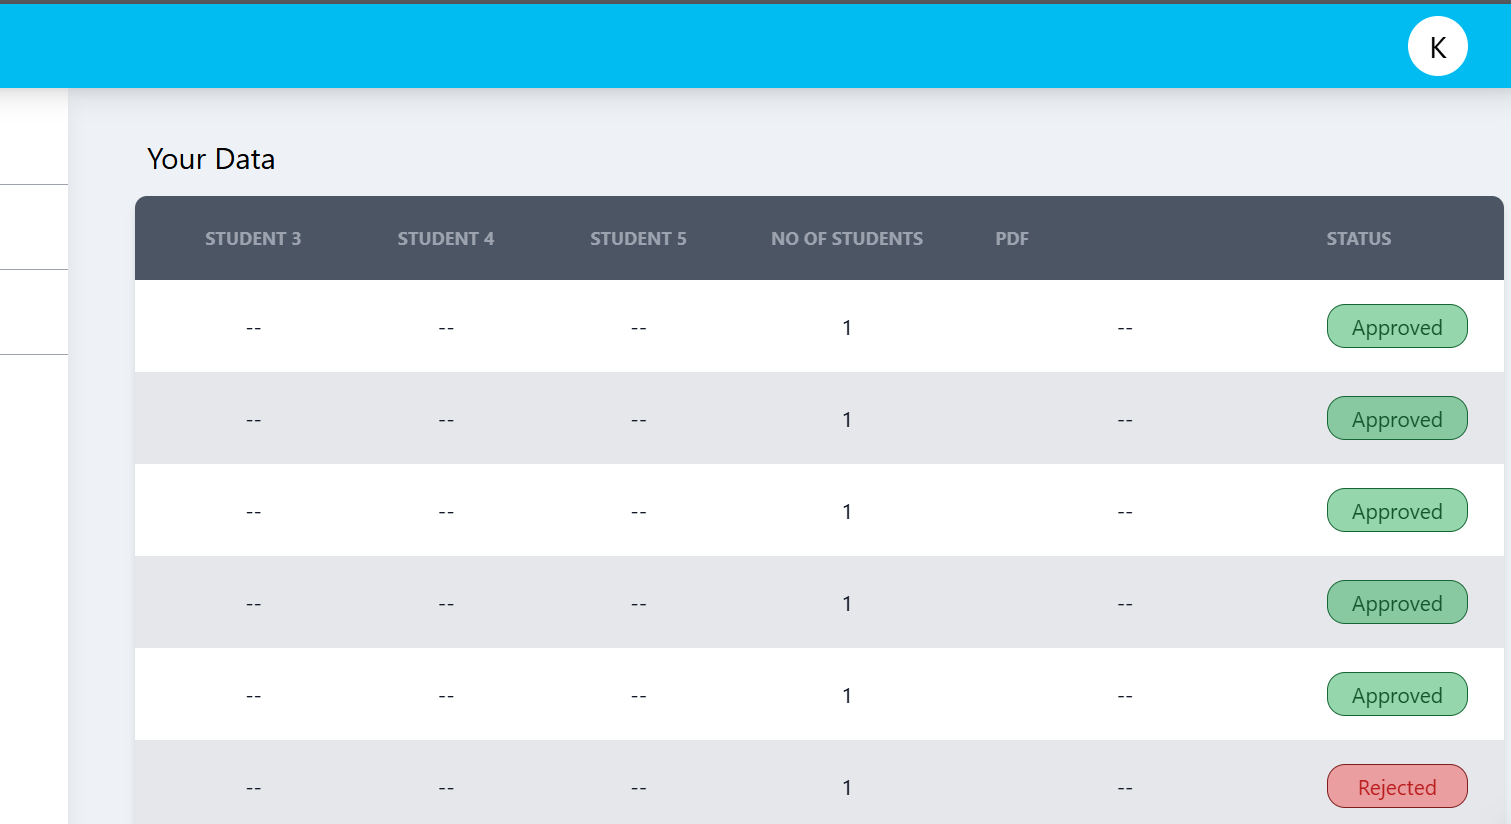 K
Your Data
STUDENT 3 STUDENT 4 STUDENT 5 NO OF STUDENTS PDF STATUS
-- -- -- 1 -- Approved
-- -- -- 1 -- Approved
-- -- -- 1 -- Approved
-- -- -- 1 -- Approved
-- -- -- 1 -- Approved
-- -- -- 1 -- Rejected